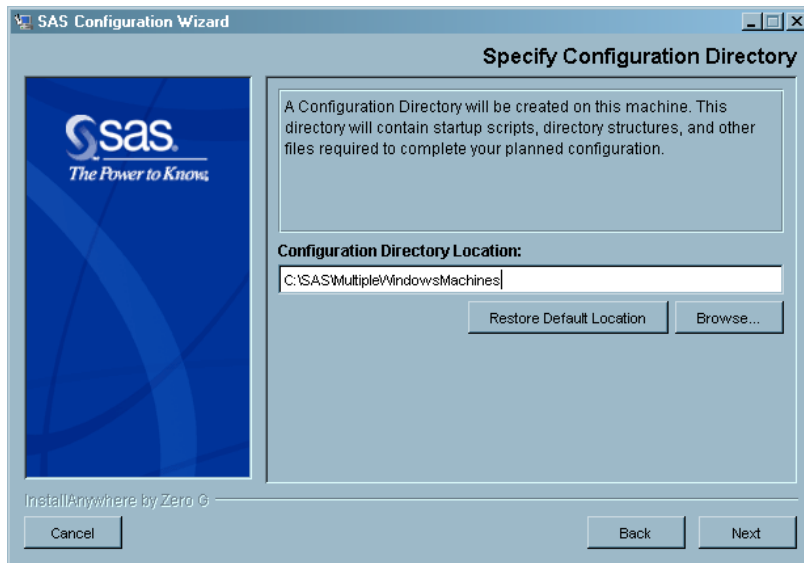 SAS Configuration Wizard
Specify Configuration Directory
sas.
The Power to Know
A Configuration Directory will be created on this machine. This
directory will contain startup scripts, directory structures, and other
files required to complete your planned configuration.
Configuration Directory Location:
C:\SAS\MultipleWindowsMachines
Restore Default Location
Browse...
InstallAnywhere by Zero G
Cancel
Back
Next